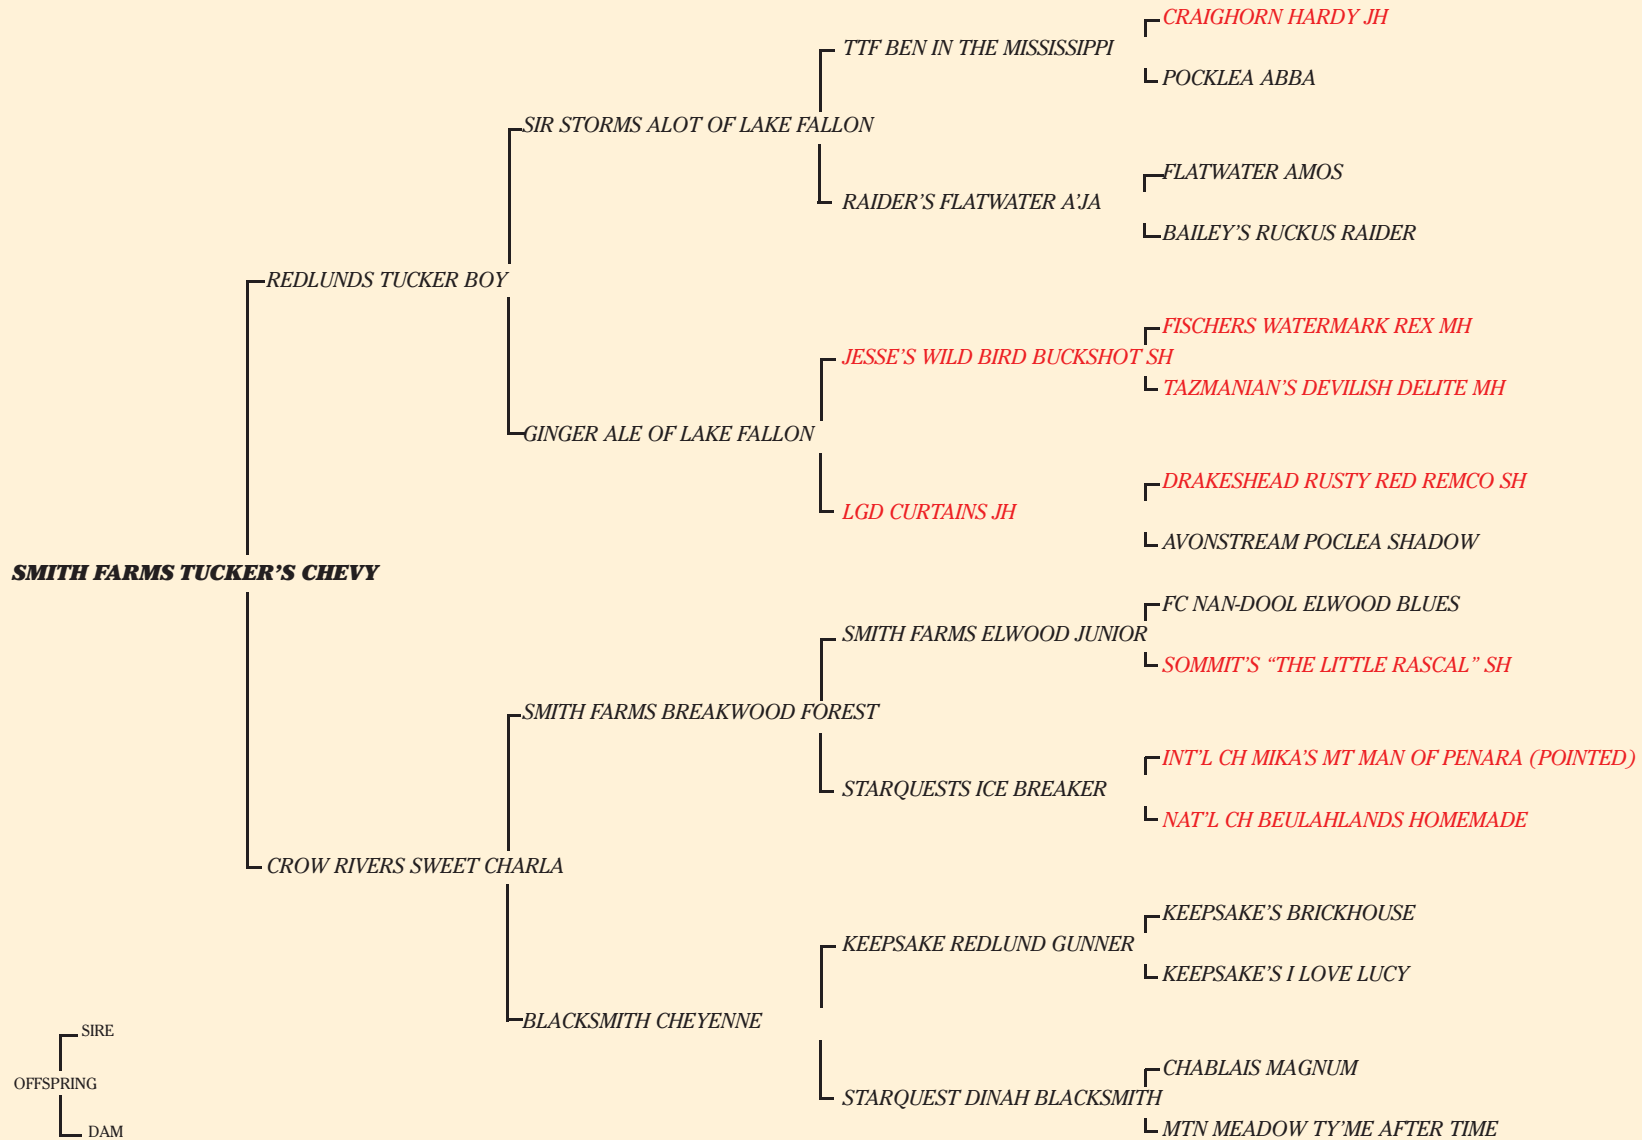 CRAIGHORN HARDY JH
TTF BEN IN THE MISSISSIPPI
POCKLEA ABBA
SIR STORMS ALOT OF LAKE FALLON
FLATWATER AMOS
RAIDER'S FLATWATER A'JA
BAILEY'S RUCKUS RAIDER
REDLUNDS TUCKER BOY
FISCHERS WATERMARK REX MH
JESSE'S WILD BIRD BUCKSHOT SH
TAZMANIAN'S DEVILISH DELITE MH
GINGER ALE OF LAKE FALLON
DRAKESHEAD RUSTY RED REMCO SH
LGD CURTAINS JH
AVONSTREAM POCLEA SHADOW
SMITH FARMS TUCKER'S CHEVY
FC NAN-DOOL ELWOOD BLUES
SMITH FARMS ELWOOD JUNIOR
SOMMIT'S “THE LITTLE RASCAL” SH
SMITH FARMS BREAKWOOD FOREST
INT'L CH MIKA'S MT MAN OF PENARA (POINTED)
STARQUESTS ICE BREAKER
NAT'L CH BEULAHLANDS HOMEMADE
CROW RIVERS SWEET CHARLA
KEEPSAKE'S BRICKHOUSE
KEEPSAKE REDLUND GUNNER
KEEPSAKE'S I LOVE LUCY
BLACKSMITH CHEYENNE
CHABLAIS MAGNUM
STARQUEST DINAH BLACKSMITH
MTN MEADOW TY'ME AFTER TIME
SIRE
OFFSPRING
DAM